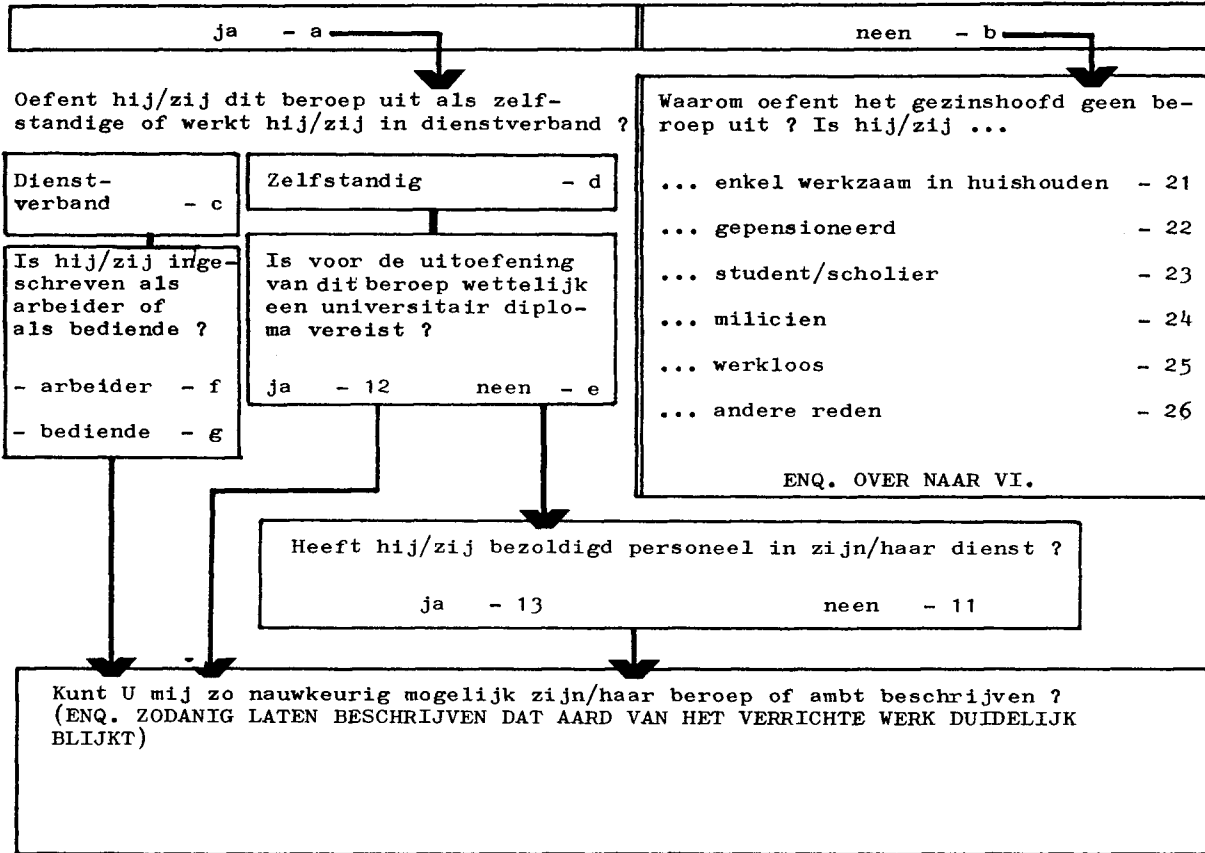 ja - a
neen - b
Oefent hij/zij dit beroep uit als zelf-
standige of werkt hij/zij in dienstverband ?
Dienst-
verband - c
Zelfstandig - d
Is hij/zij inge-
schreven als
arbeider of
als bediende ?
- arbeider - f
- bediende - g
Is voor de uitoefening
van dit beroep wettelijk
een universitair diplo-
ma vereist ?
ja - 12 neen - e
Waarom oefent het gezinshoofd geen be-
roep uit ? Is hij/zij ...
... enkel werkzaam in huishouden - 21
... gepensioneerd - 22
... student/scholier - 23
... milicien - 24
... werkloos - 25
... andere reden - 26
ENQ. OVER NAAR VI.
Heeft hij/zij bezoldigd personeel in zijn/haar dienst ?
ja - 13 neen - 11
Kunt U mij zo nauwkeurig mogelijk zijn/haar beroep of ambt beschrijven ?
(ENQ. ZODANIG LATEN BESCHRIJVEN DAT AARD VAN HET VERRICHTE WERK DUIDELIJK
BLIJKT)